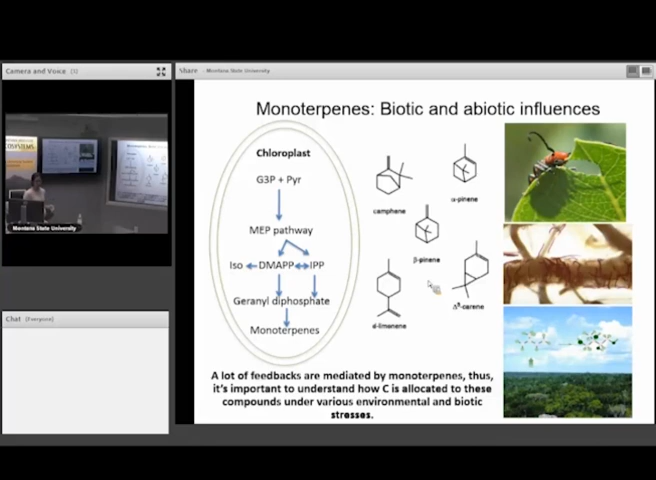 Camera and Voice (1)
Share - Montana State University
ECOSYSTEMS
Montana State University
Chat (Everyone)
Monoterpenes: Biotic and abiotic influences
Chloroplast
G3P + Pyr
MEP pathway
Iso DMAPP IPP
Geranyl diphosphate
Monoterpenes
camphene
α-pinene
β-pinene
d-limonene
Δ³-carene
A lot of feedbacks are mediated by monoterpenes, thus,
it's important to understand how C is allocated to these
compounds under various environmental and biotic
stresses.